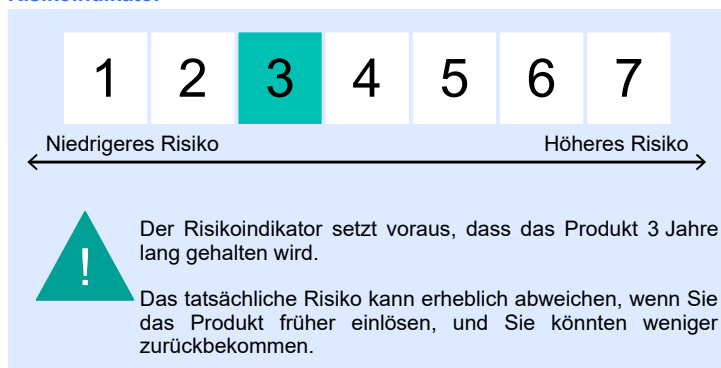 1 2 3 4 5 6 7
Niedrigeres Risiko Höheres Risiko
!
Der Risikoindikator setzt voraus, dass das Produkt 3 Jahre
lang gehalten wird.
Das tatsächliche Risiko kann erheblich abweichen, wenn Sie
das Produkt früher einlösen, und Sie könnten weniger
zurückbekommen.